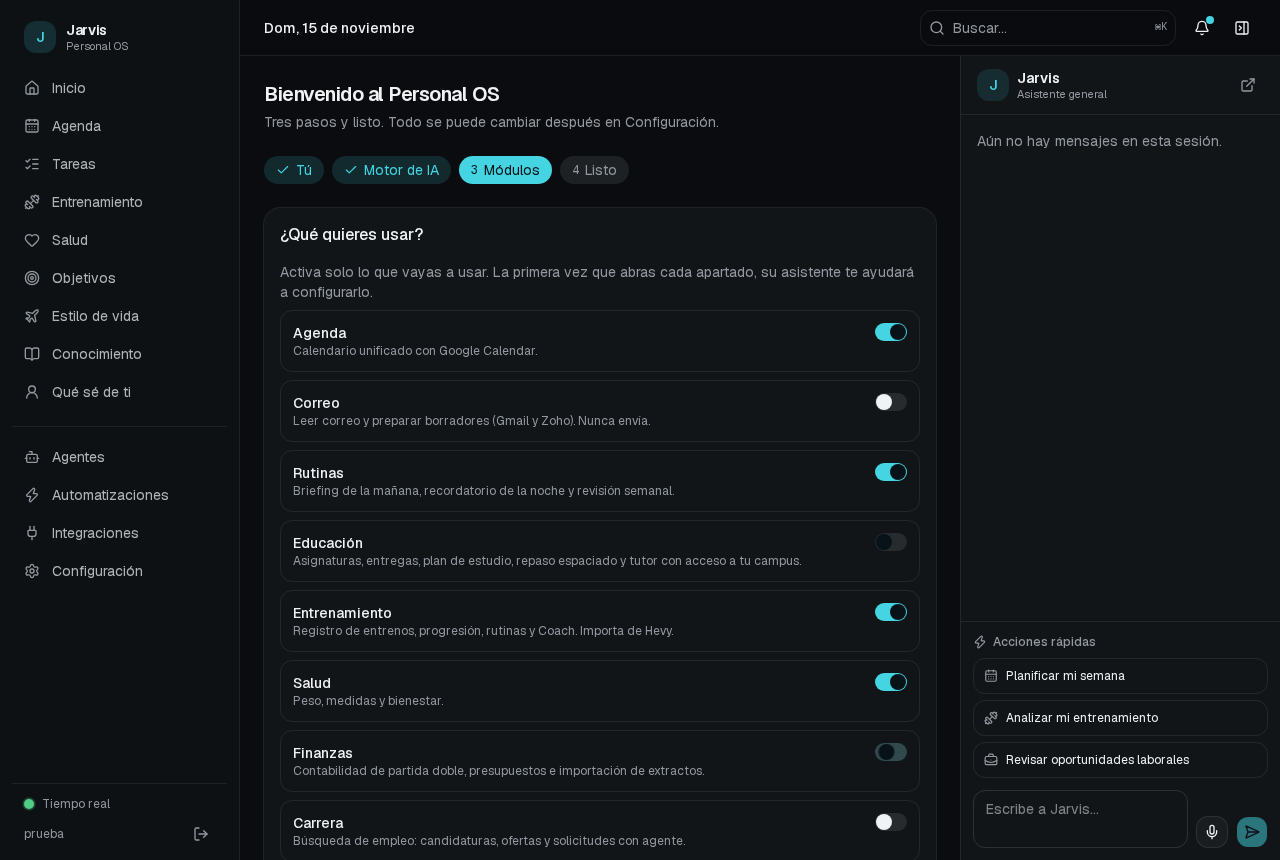 J
Jarvis
Personal OS
Inicio
Agenda
Tareas
Entrenamiento
Salud
Objetivos
Estilo de vida
Conocimiento
Qué sé de ti
Agentes
Automatizaciones
Integraciones
Configuración
Tiempo real
prueba
Dom, 15 de noviembre
Buscar...
⌘K
Bienvenido al Personal OS
Tres pasos y listo. Todo se puede cambiar después en Configuración.
Tú
Motor de IA
3 Módulos
4 Listo
¿Qué quieres usar?
Activa solo lo que vayas a usar. La primera vez que abras cada apartado, su asistente te ayudará
a configurarlo.
Agenda
Calendario unificado con Google Calendar.
Correo
Leer correo y preparar borradores (Gmail y Zoho). Nunca envía.
Rutinas
Briefing de la mañana, recordatorio de la noche y revisión semanal.
Educación
Asignaturas, entregas, plan de estudio, repaso espaciado y tutor con acceso a tu campus.
Entrenamiento
Registro de entrenos, progresión, rutinas y Coach. Importa de Hevy.
Salud
Peso, medidas y bienestar.
Finanzas
Contabilidad de partida doble, presupuestos e importación de extractos.
Carrera
Búsqueda de empleo: candidaturas, ofertas y solicitudes con agente.
J
Jarvis
Asistente general
Aún no hay mensajes en esta sesión.
Acciones rápidas
Planificar mi semana
Analizar mi entrenamiento
Revisar oportunidades laborales
Escribe a Jarvis...